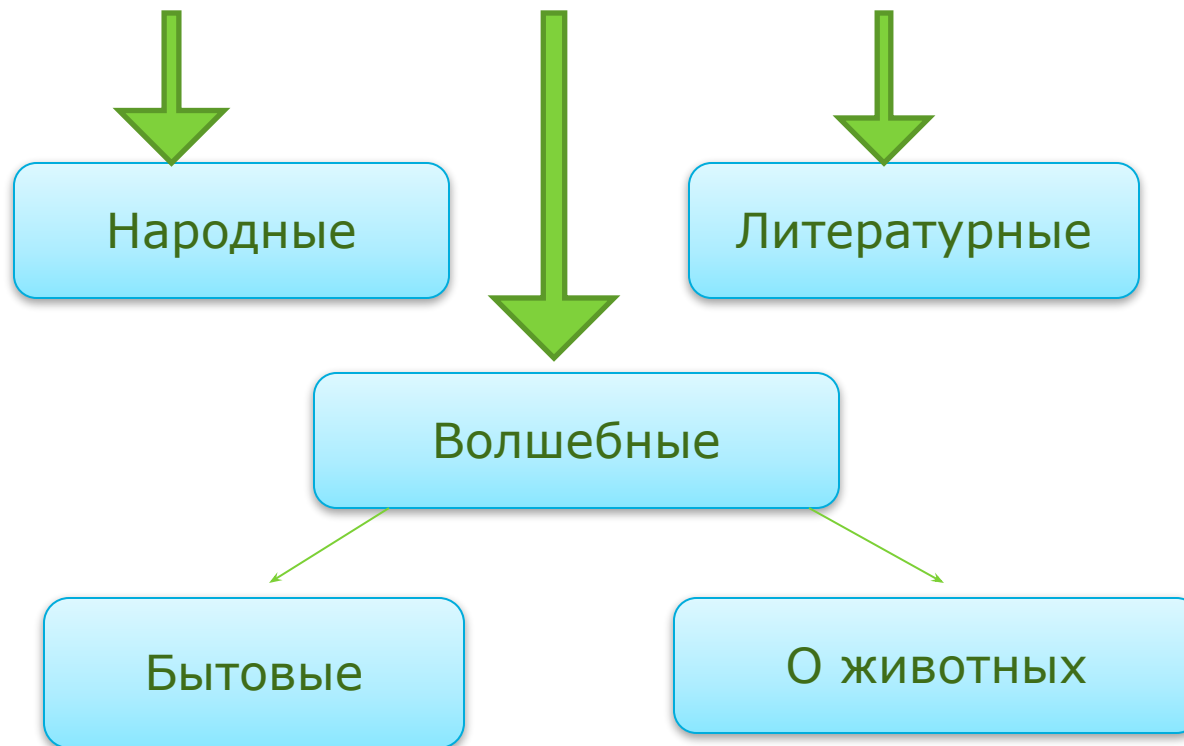 Народные
Литературные
Волшебные
Бытовые
О животных